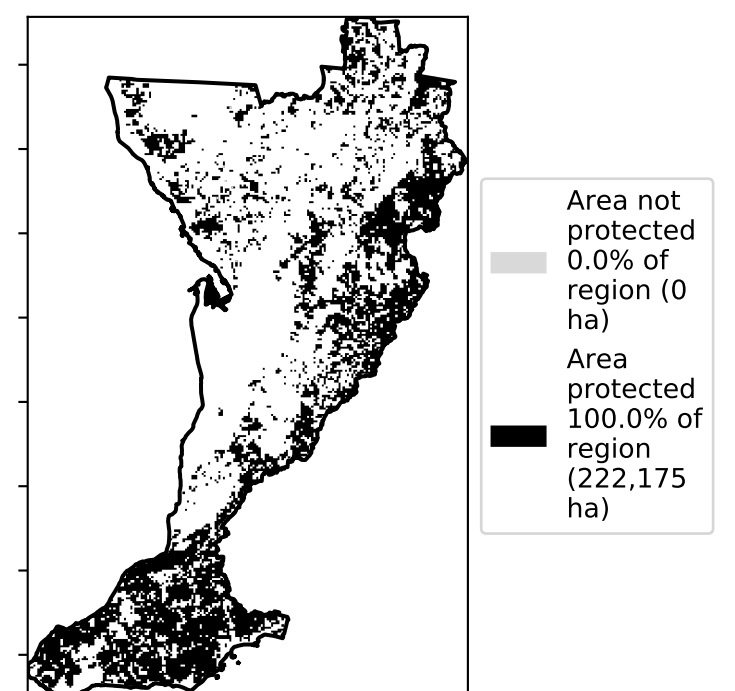 Area not
protected
0.0% of
region (0
ha)
Area
protected
100.0% of
region
(222,175
ha)